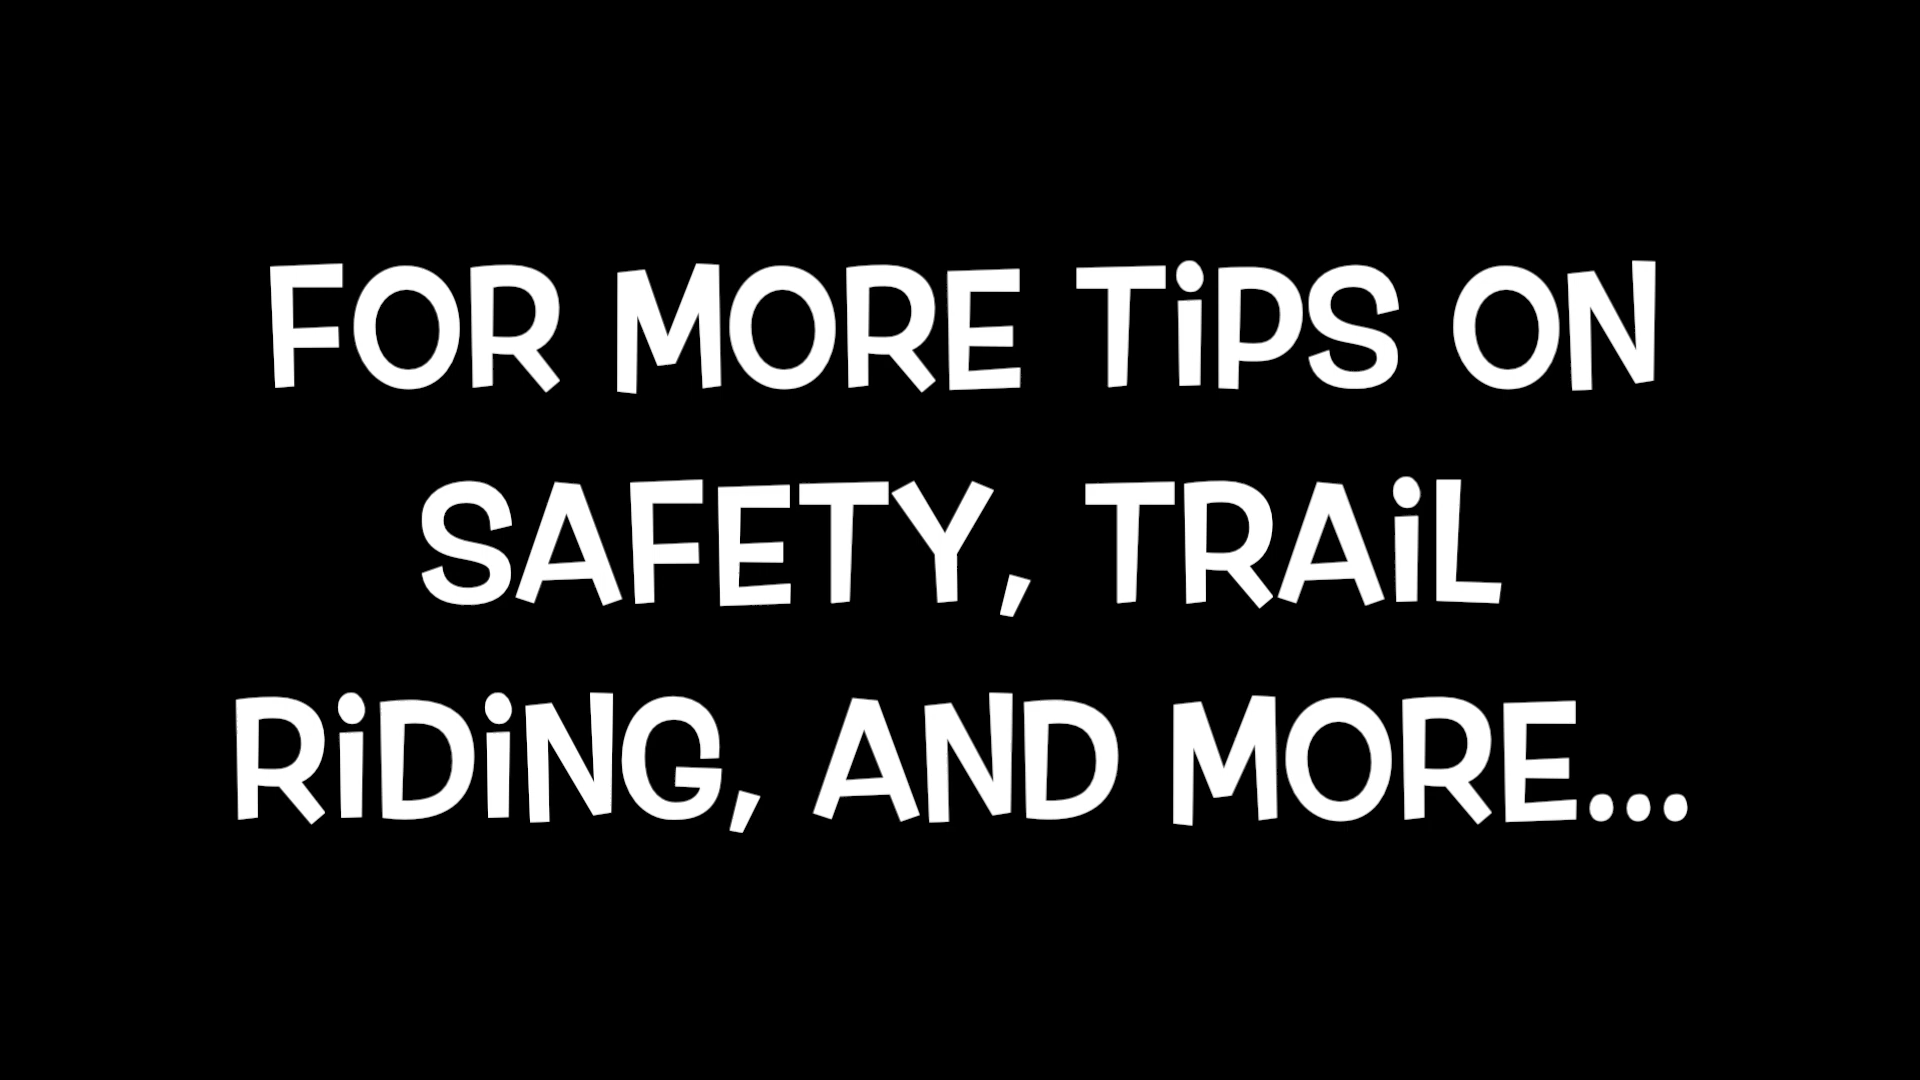 FOR MORE TiPS ON
SAFETY, TRAiL
RiDiNG, AND MORE...